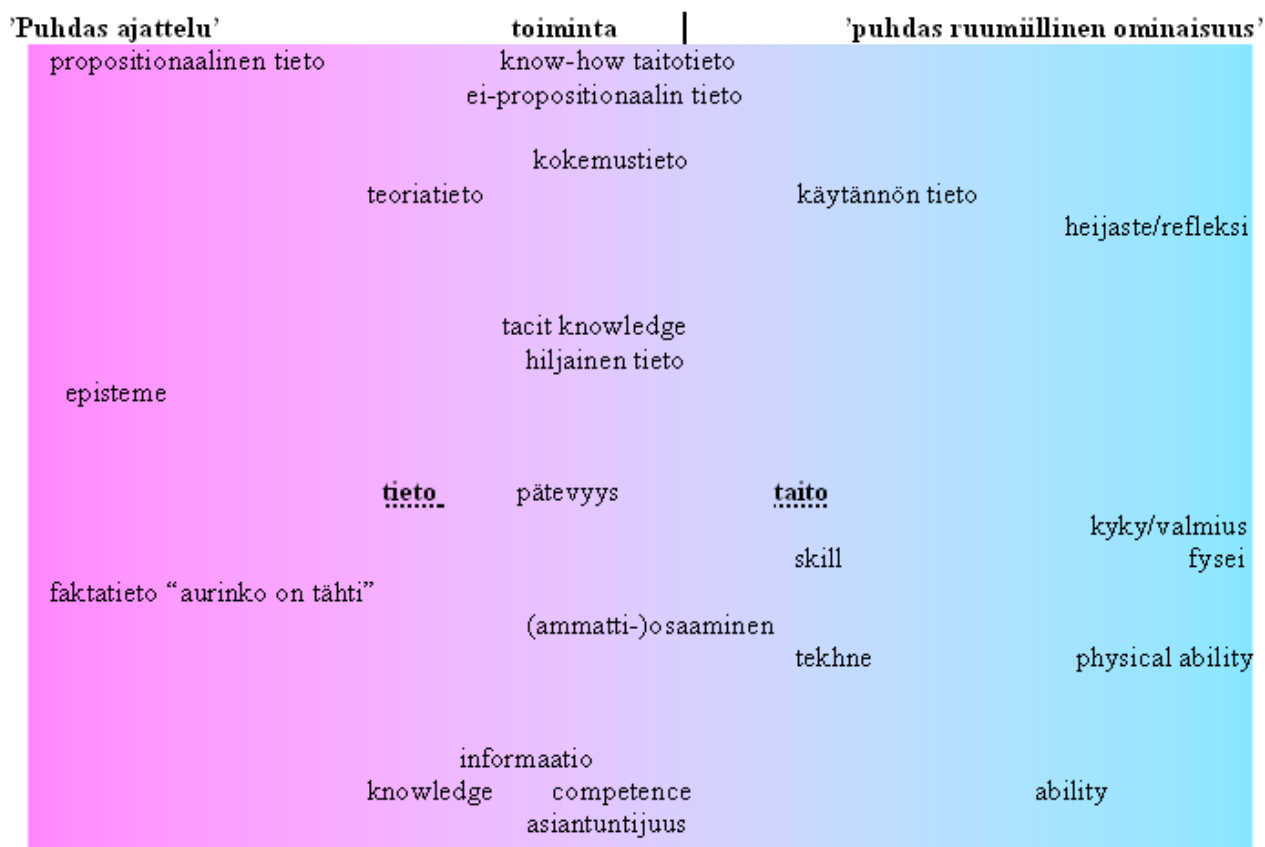 ’Puhdas ajattelu’ toiminta | ’puhdas ruumiillinen ominaisuus’
propositionaalinen tieto know-how taitotieto
ei-propositionaalin tieto
kokemustieto
teoriatieto käytännön tieto
heijaste/refleksi
tacit knowledge
hiljainen tieto
episteme
tieto pätevyys taito
kyky/valmius
skill fysei
faktatieto “aurinko on tähti”
(ammatti-)osaaminen
tekhne physical ability
informaatio
knowledge competence ability
asiantuntijuus